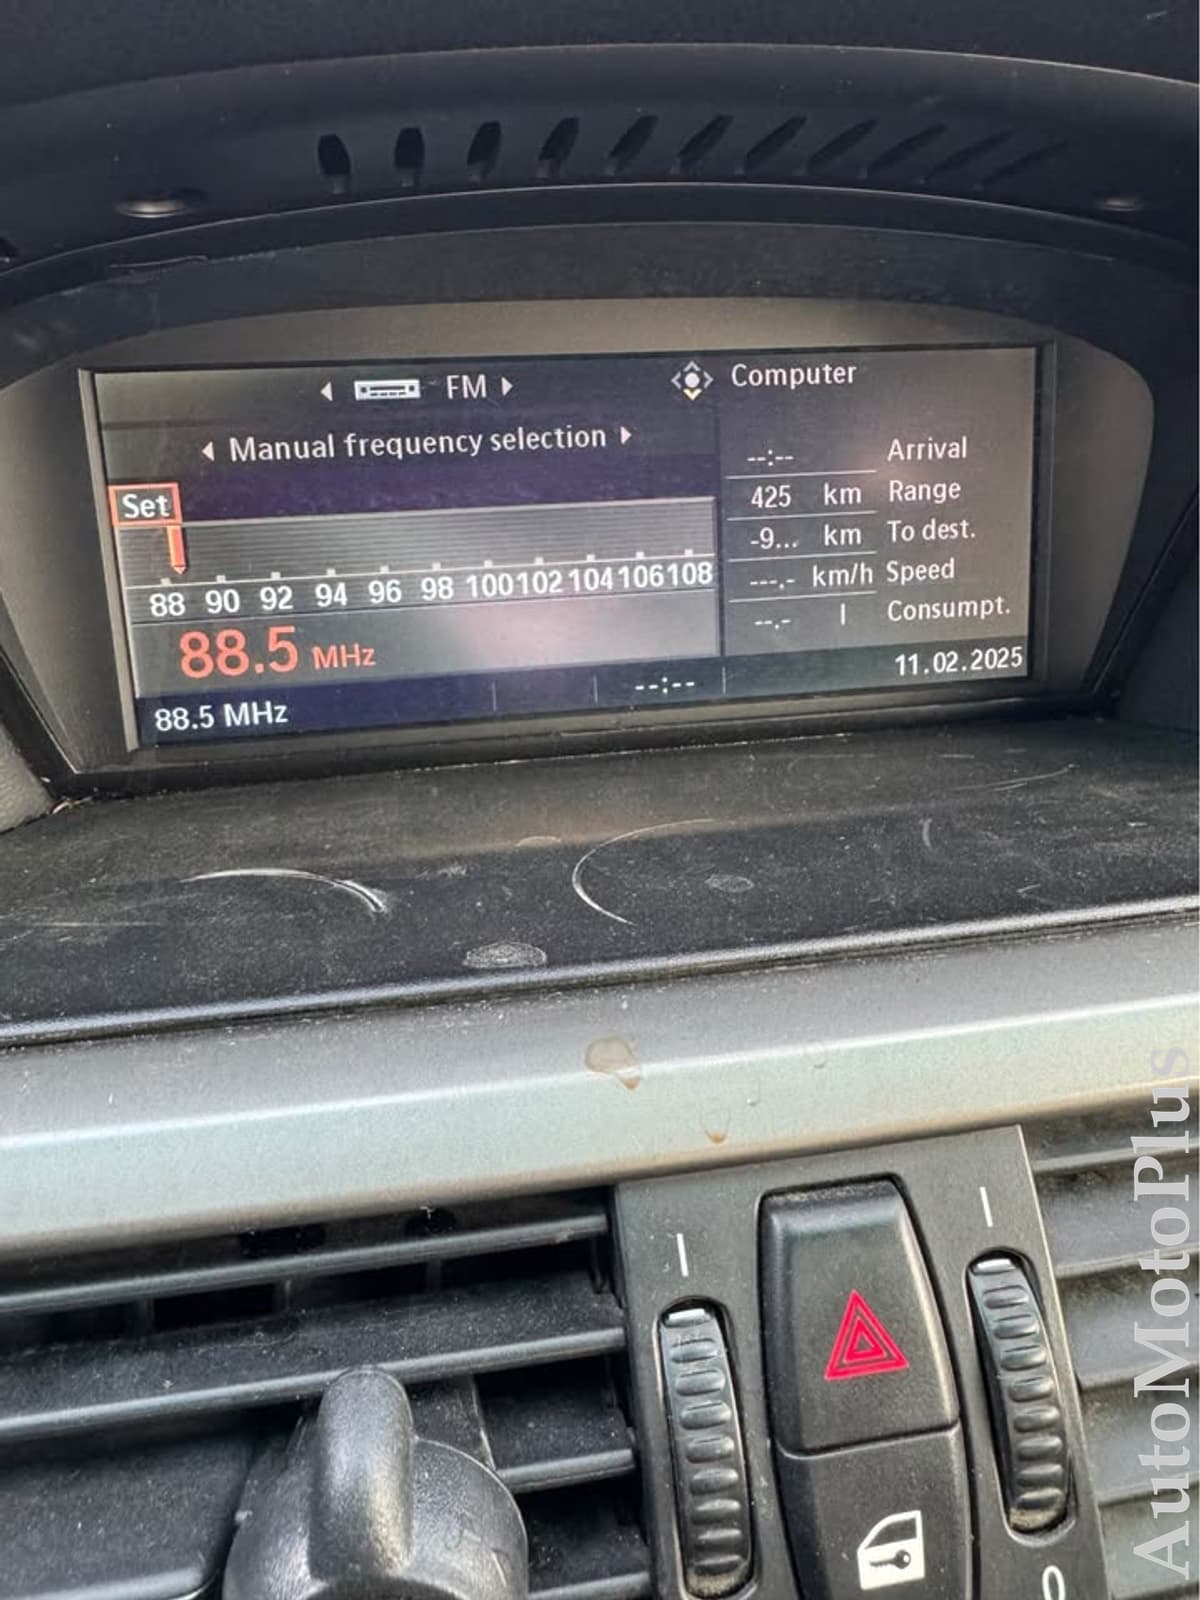 FM
Manual frequency selection
Set
88 90 92 94 96 98 100 102 104 106 108
88.5 MHz
88.5 MHz
--:--
Computer
--:-- Arrival
425 km Range
-9... km To dest.
---.- km/h Speed
--.- l Consumpt.
11.02.2025
0
AutoMotoPlus